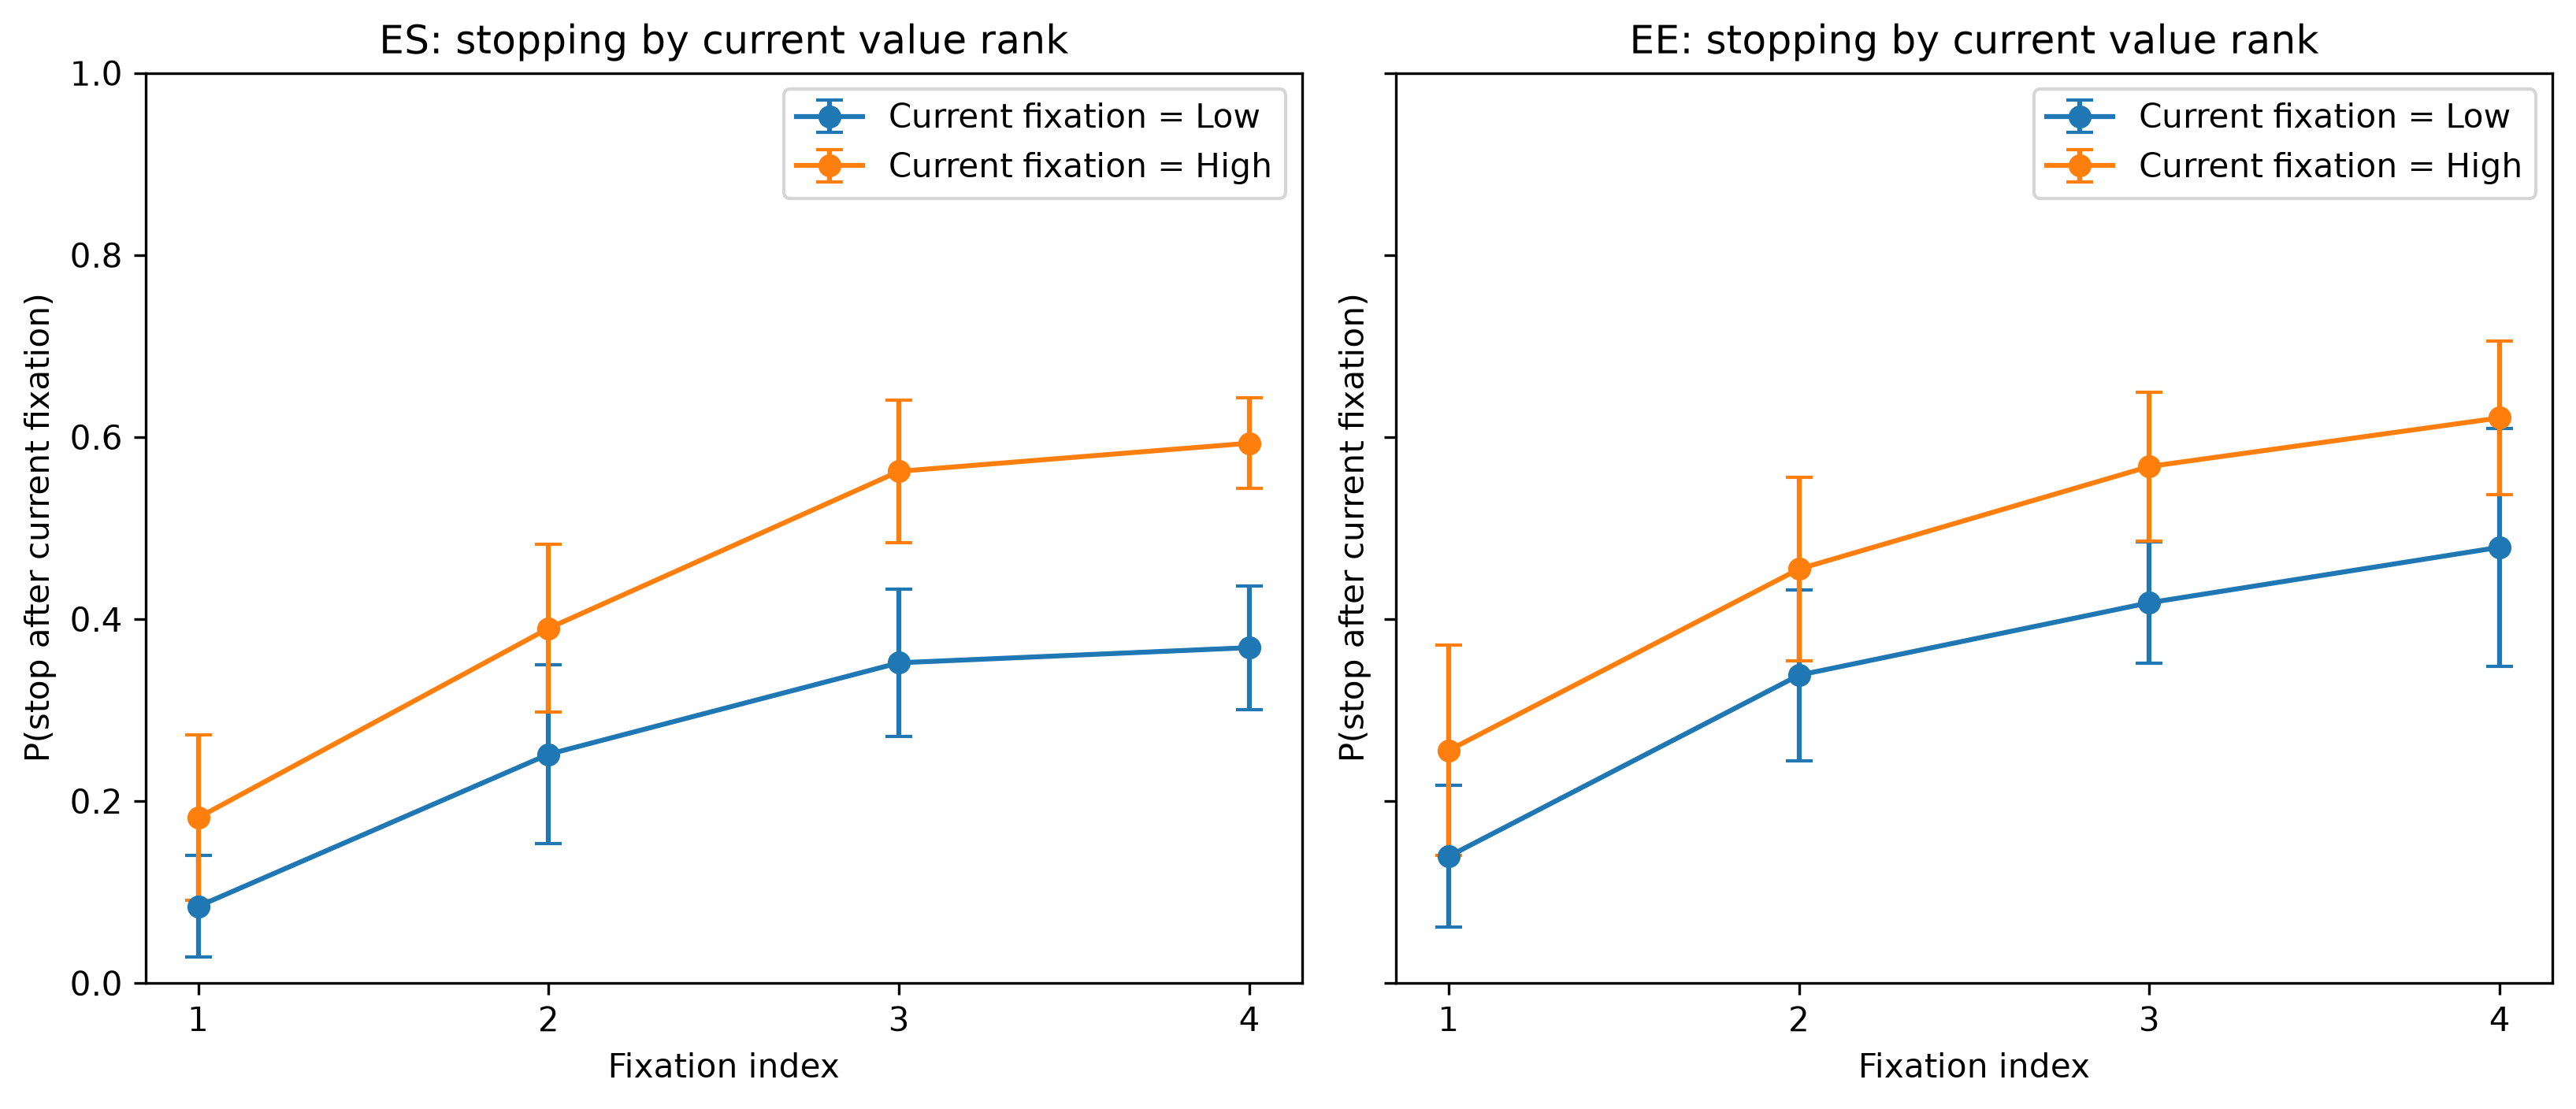 ES: stopping by current value rank
EE: stopping by current value rank
P(stop after current fixation)
1.0
0.8
0.6
0.4
0.2
0.0
Current fixation = Low
Current fixation = High
1 2 3 4
Fixation index
P(stop after current fixation)
Current fixation = Low
Current fixation = High
1 2 3 4
Fixation index